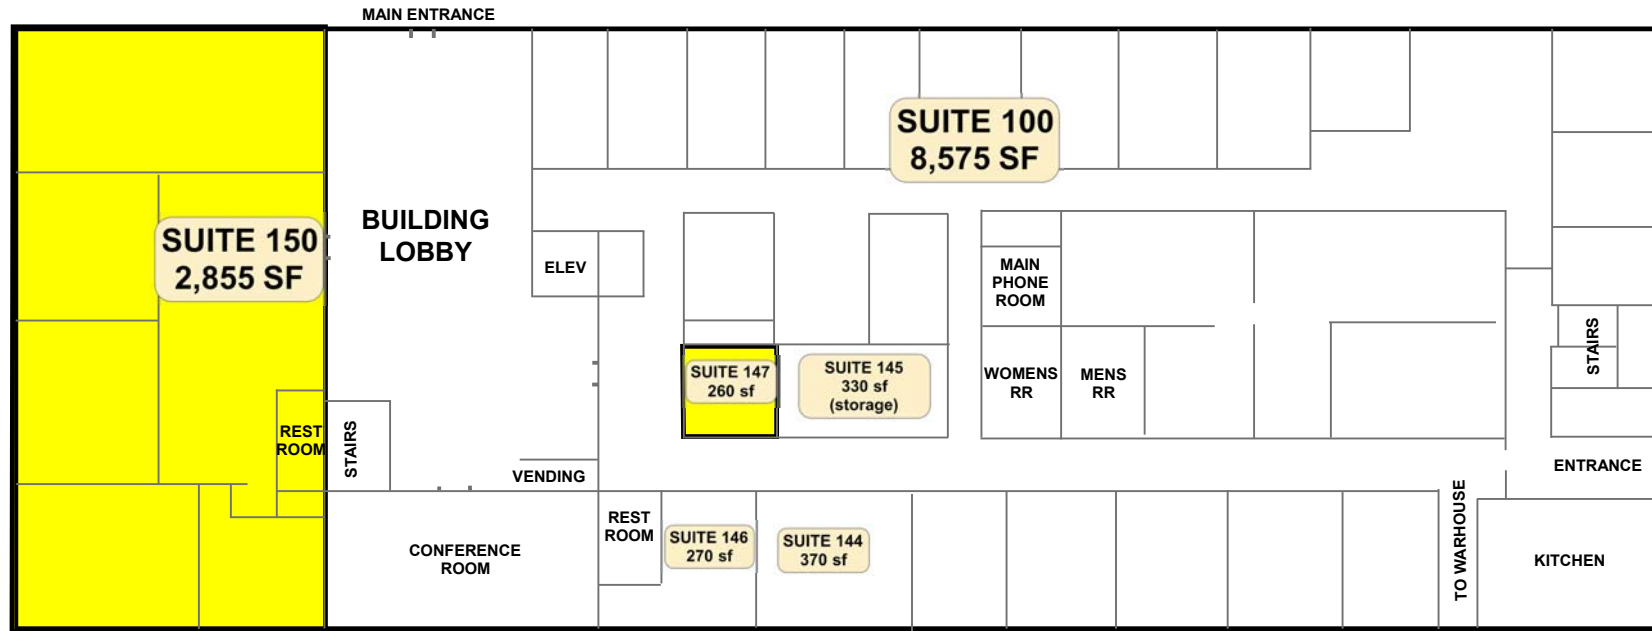 MAIN ENTRANCE
SUITE 100
8,575 SF
BUILDING
LOBBY
SUITE 150
2,855 SF
ELEV
MAIN
PHONE
ROOM
STAIRS
SUITE 147
260 sf
SUITE 145
330 sf
(storage)
WOMENS
RR
MENS
RR
REST
ROOM
STAIRS
VENDING
ENTRANCE
REST
ROOM
SUITE 146
270 sf
SUITE 144
370 sf
CONFERENCE
ROOM
TO WARHOUSE
KITCHEN